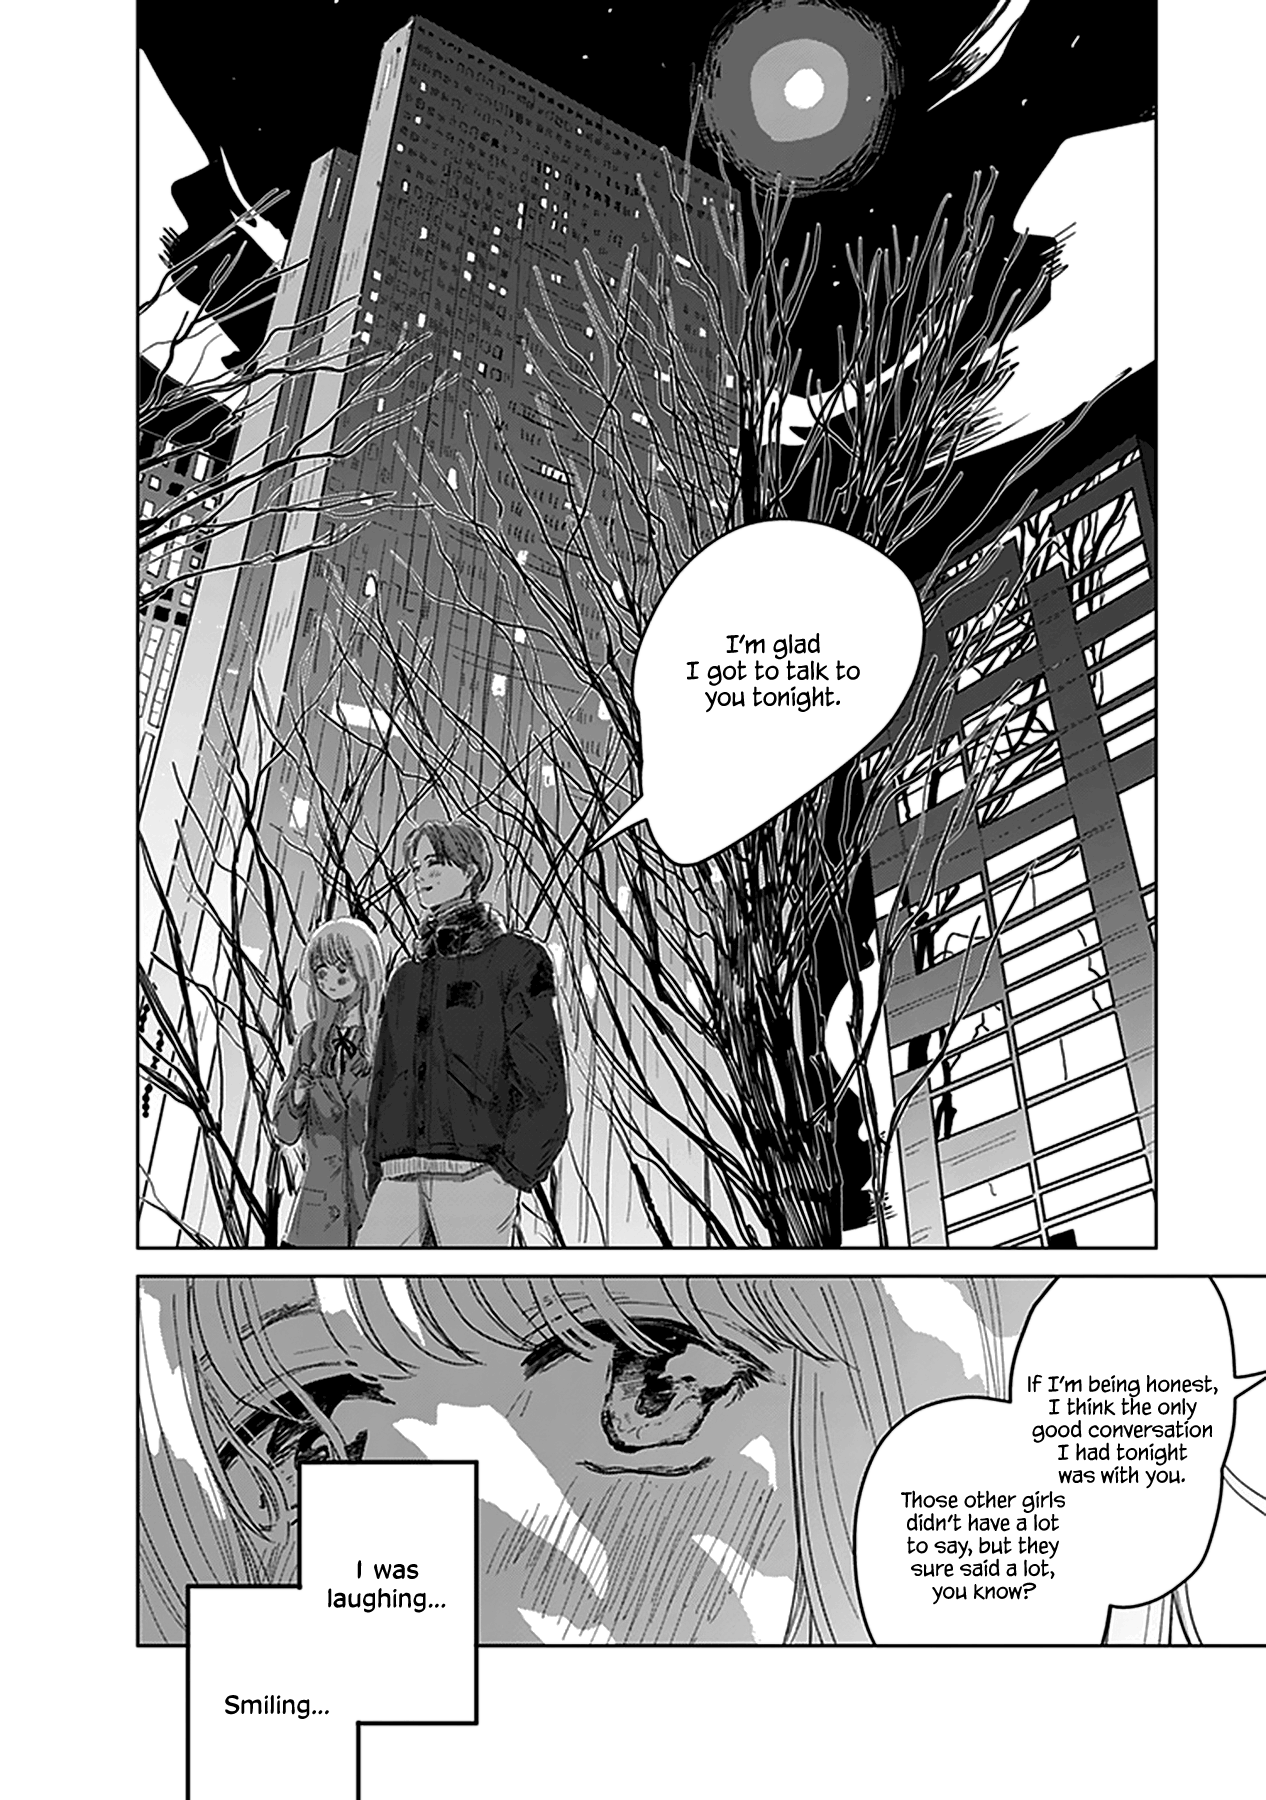 I'm glad
I got to talk to
you tonight.
If I'm being honest,
I think the only
good conversation
I had tonight
was with you.
Those other girls
didn't have a lot
to say, but they
sure said a lot,
you know?
I was
laughing...
Smiling...